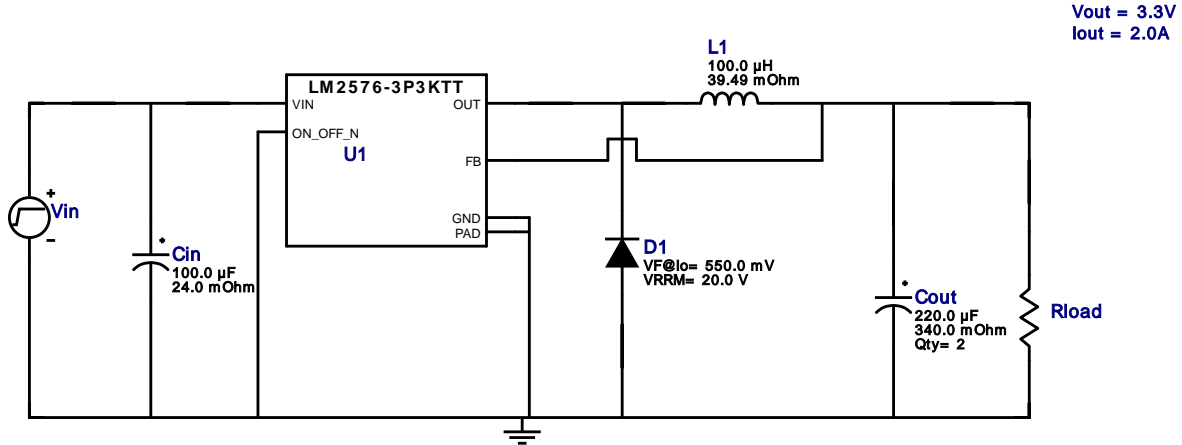 Vout = 3.3V
Iout = 2.0A
L1
100.0 µH
39.49 mOhm
LM2576-3P3KTT
VIN
OUT
ON_OFF_N
U1
FB
GND
PAD
+
Vin
-
Cin
100.0 µF
24.0 mOhm
D1
VF@Io= 550.0 mV
VRRM= 20.0 V
Cout
220.0 µF
340.0 mOhm
Qty= 2
Rload